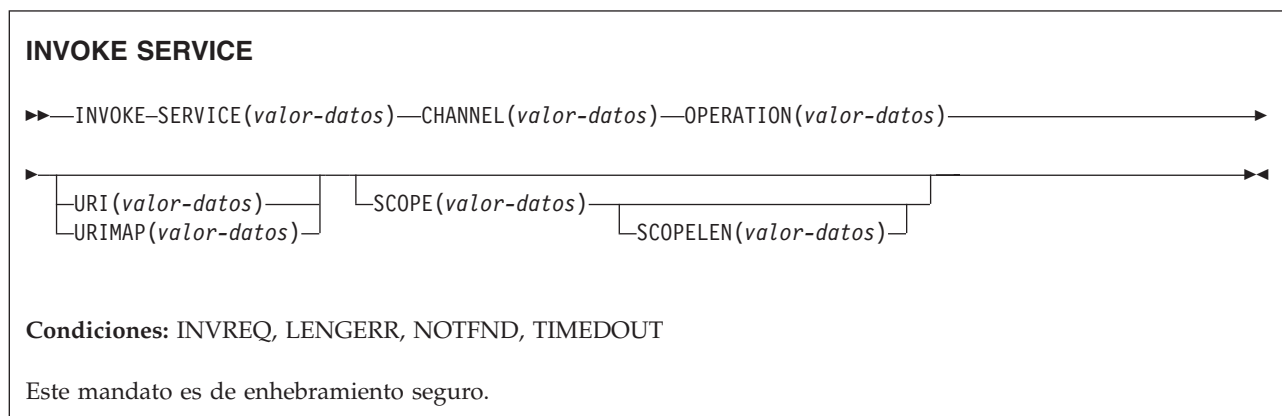 INVOKE SERVICE
INVOKE SERVICE(valor-datos) CHANNEL(valor-datos) OPERATION(valor-datos)
URI(valor-datos) SCOPE(valor-datos)
URIMAP(valor-datos) SCOPELEN(valor-datos)
Condiciones: INVREQ, LENGERR, NOTFND, TIMEDOUT
Este mandato es de enhebramiento seguro.